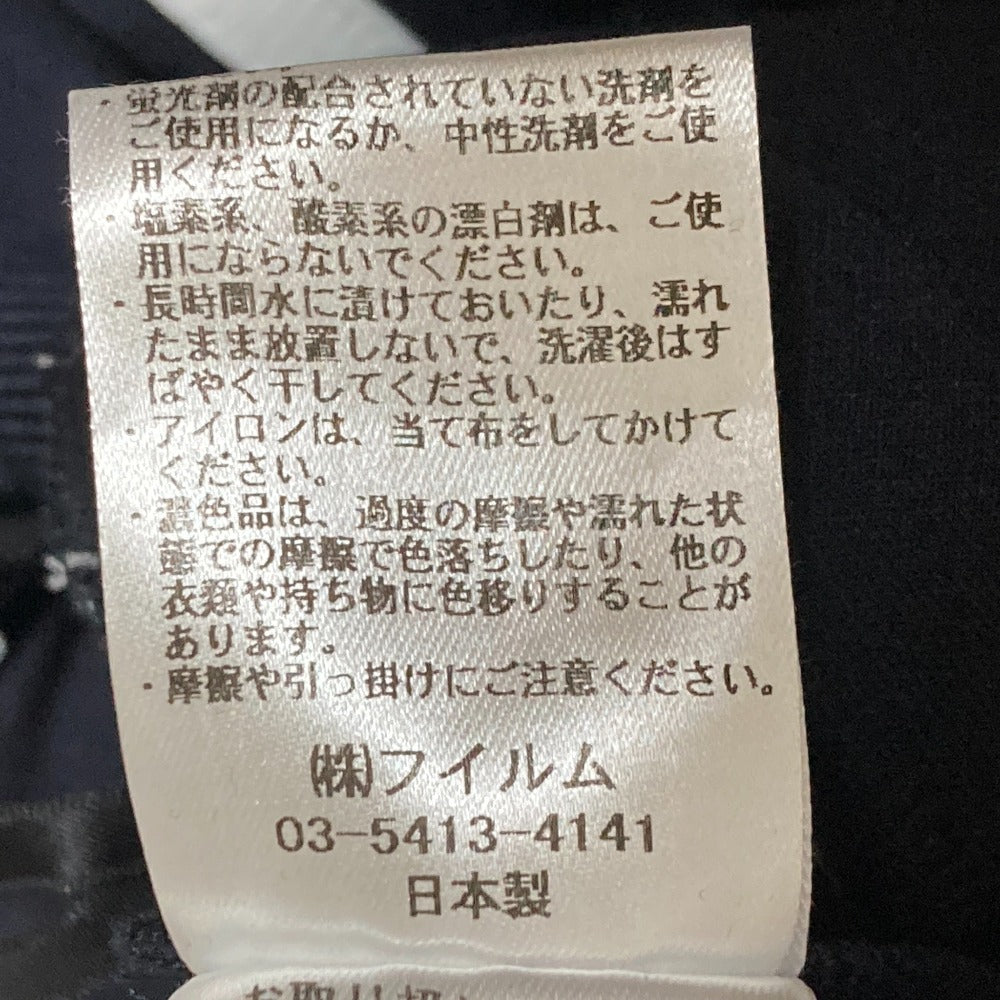 ・蛍光剤の配合されていない洗剤を
ご使用になるか、中性洗剤をご使
用ください。
・塩素系、酸素系の漂白剤は、ご使
用にならないでください。
・長時間水に漬けておいたり、濡れ
たまま放置しないで、洗濯後はす
ばやく干してください。
・アイロンは、当て布をしてかけて
ください。
・濃色品は、過度の摩擦や濡れた状
態での摩擦で色落ちしたり、他の
衣類や持ち物に色移りすることが
あります。
・摩擦や引っ掛けにご注意ください。
㈱フイルム
03-5413-4141
日本製
お取り扱い